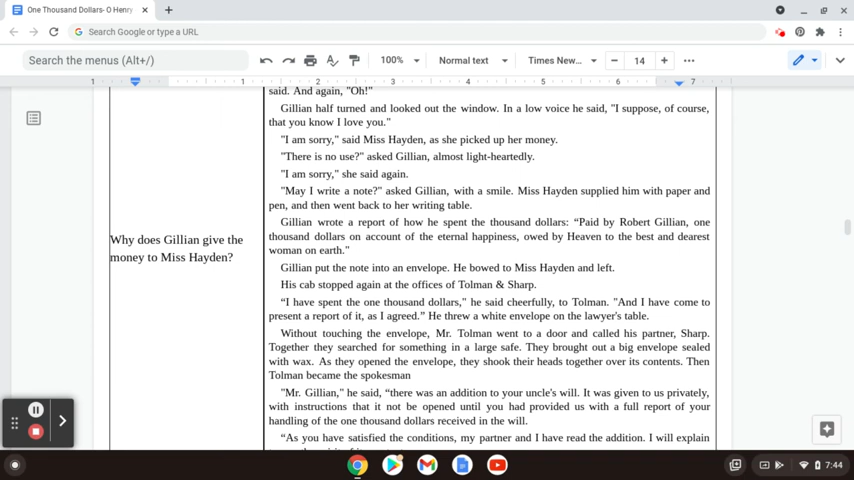 One Thousand Dollars- O Henry
Search Google or type a URL
Search the menus (Alt+/)
100%
Normal text
Times New...
14
1
1
2
3
4
5
6
7
said. And again, "Oh!"
Gillian half turned and looked out the window. In a low voice he said, "I suppose, of course,
that you know I love you."
"I am sorry," said Miss Hayden, as she picked up her money.
"There is no use?" asked Gillian, almost light-heartedly.
"I am sorry," she said again.
"May I write a note?" asked Gillian, with a smile. Miss Hayden supplied him with paper and
pen, and then went back to her writing table.
Gillian wrote a report of how he spent the thousand dollars: “Paid by Robert Gillian, one
thousand dollars on account of the eternal happiness, owed by Heaven to the best and dearest
woman on earth."
Why does Gillian give the
money to Miss Hayden?
Gillian put the note into an envelope. He bowed to Miss Hayden and left.
His cab stopped again at the offices of Tolman & Sharp.
“I have spent the one thousand dollars," he said cheerfully, to Tolman. "And I have come to
present a report of it, as I agreed.” He threw a white envelope on the lawyer's table.
Without touching the envelope, Mr. Tolman went to a door and called his partner, Sharp.
Together they searched for something in a large safe. They brought out a big envelope sealed
with wax. As they opened the envelope, they shook their heads together over its contents. Then
Tolman became the spokesman
"Mr. Gillian," he said, “there was an addition to your uncle's will. It was given to us privately,
with instructions that it not be opened until you had provided us with a full report of your
handling of the one thousand dollars received in the will.
“As you have satisfied the conditions, my partner and I have read the addition. I will explain
7:44